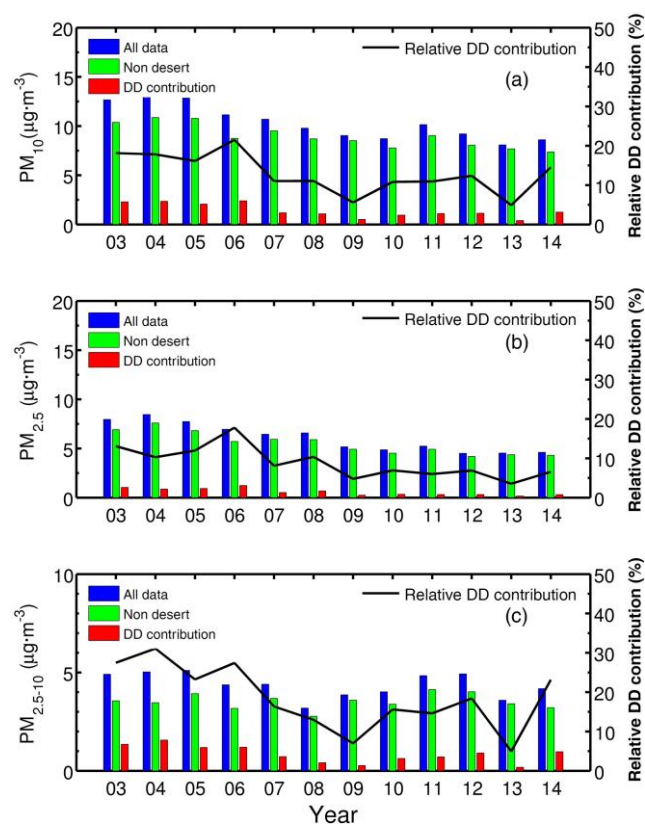 20
15
10
5
0
PM10 (μg·m-3)
All data
Non desert
DD contribution
Relative DD contribution
(a)
50
40
30
20
10
0
Relative DD contribution (%)
03 04 05 06 07 08 09 10 11 12 13 14
20
15
10
5
0
PM2.5 (μg·m-3)
All data
Non desert
DD contribution
Relative DD contribution
(b)
50
40
30
20
10
0
Relative DD contribution (%)
03 04 05 06 07 08 09 10 11 12 13 14
10
5
0
PM2.5-10 (μg·m-3)
All data
Non desert
DD contribution
Relative DD contribution
(c)
50
40
30
20
10
0
Relative DD contribution (%)
03 04 05 06 07 08 09 10 11 12 13 14
Year